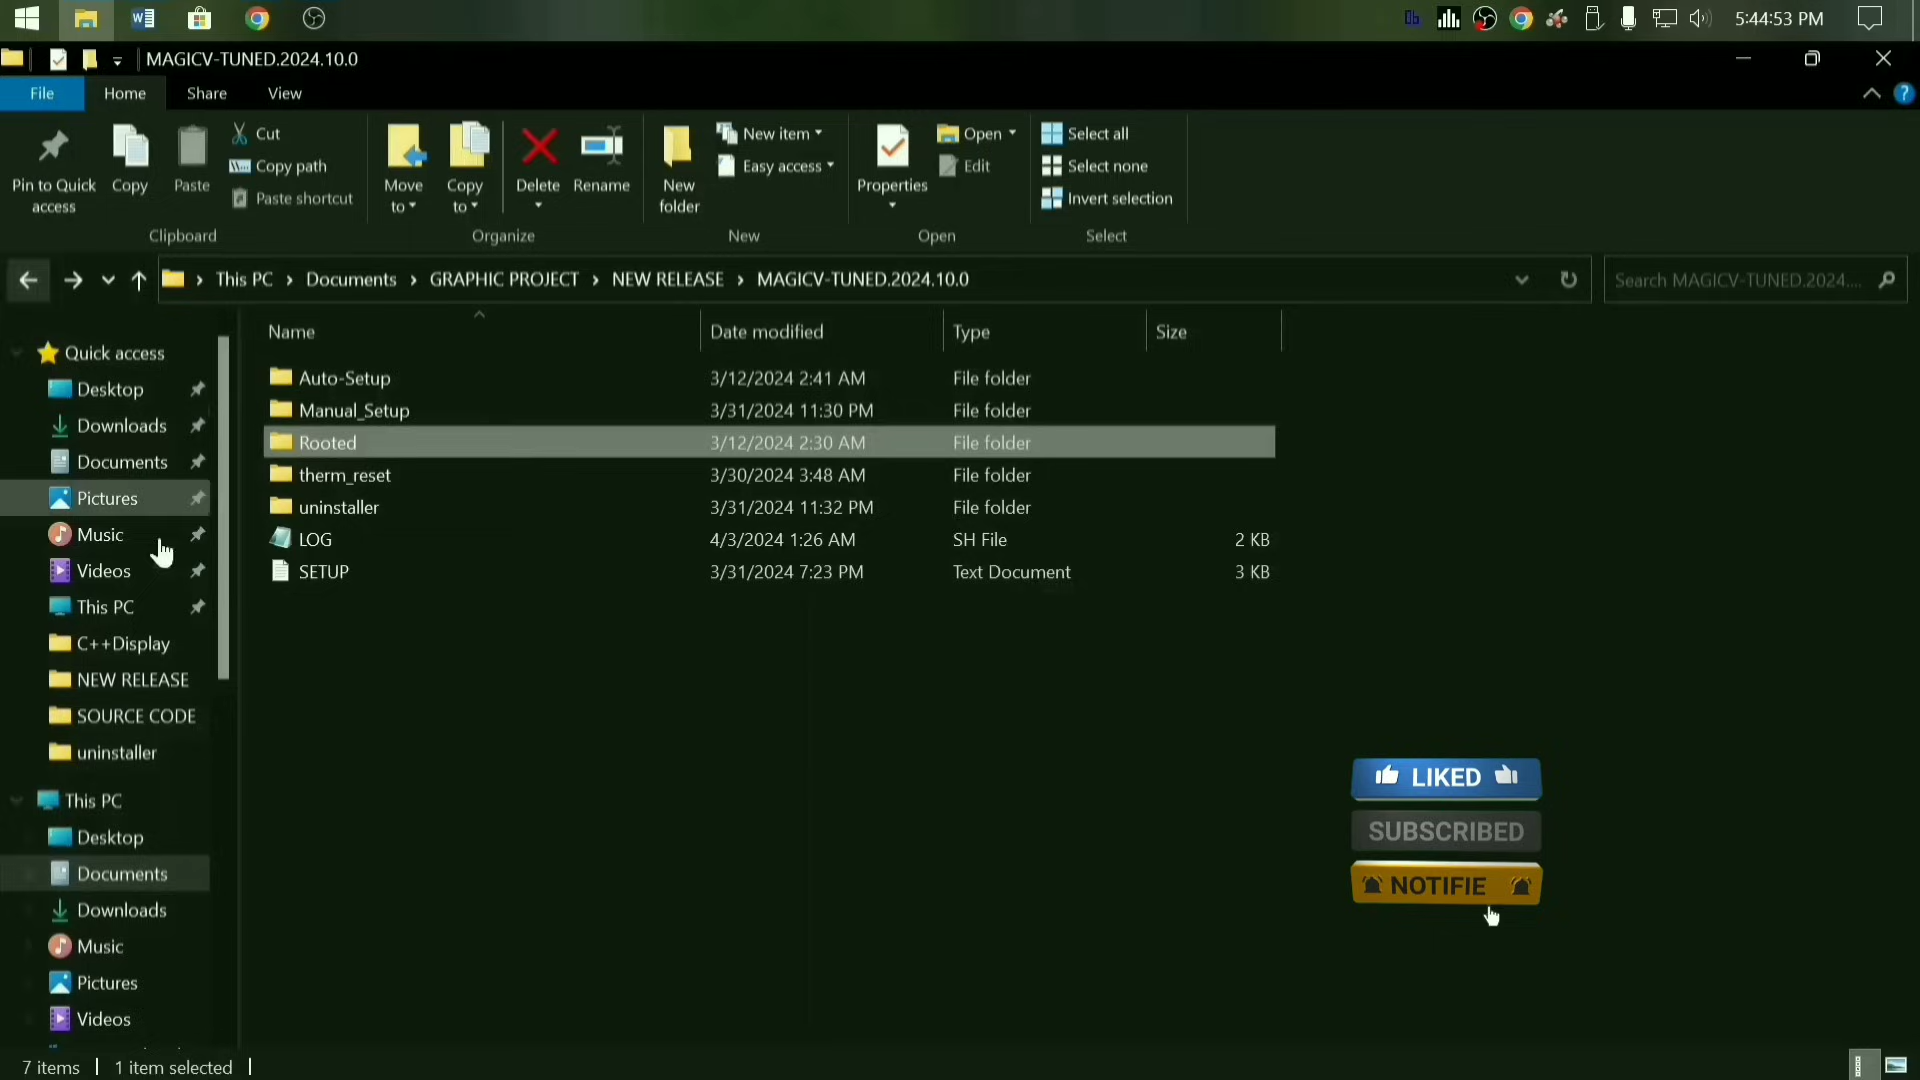 5:44:53 PM
MAGICV-TUNED.2024.10.0
File Home Share View
Pin to Quick access
Copy
Paste
Cut
Copy path
Paste shortcut
Clipboard
Move to
Copy to
Delete
Rename
Organize
New folder
New item
Easy access
New
Properties
Open
Edit
Open
Select all
Select none
Invert selection
Select
This PC › Documents › GRAPHIC PROJECT › NEW RELEASE › MAGICV-TUNED.2024.10.0
Search MAGICV-TUNED.2024....
Name Date modified Type Size
Auto-Setup 3/12/2024 2:41 AM File folder
Manual_Setup 3/31/2024 11:30 PM File folder
Rooted 3/12/2024 2:30 AM File folder
therm_reset 3/30/2024 3:48 AM File folder
uninstaller 3/31/2024 11:32 PM File folder
LOG 4/3/2024 1:26 AM SH File 2 KB
SETUP 3/31/2024 7:23 PM Text Document 3 KB
Quick access
Desktop
Downloads
Documents
Pictures
Music
Videos
This PC
C++Display
NEW RELEASE
SOURCE CODE
uninstaller
This PC
Desktop
Documents
Downloads
Music
Pictures
Videos
LIKED
SUBSCRIBED
NOTIFIE
7 items 1 item selected